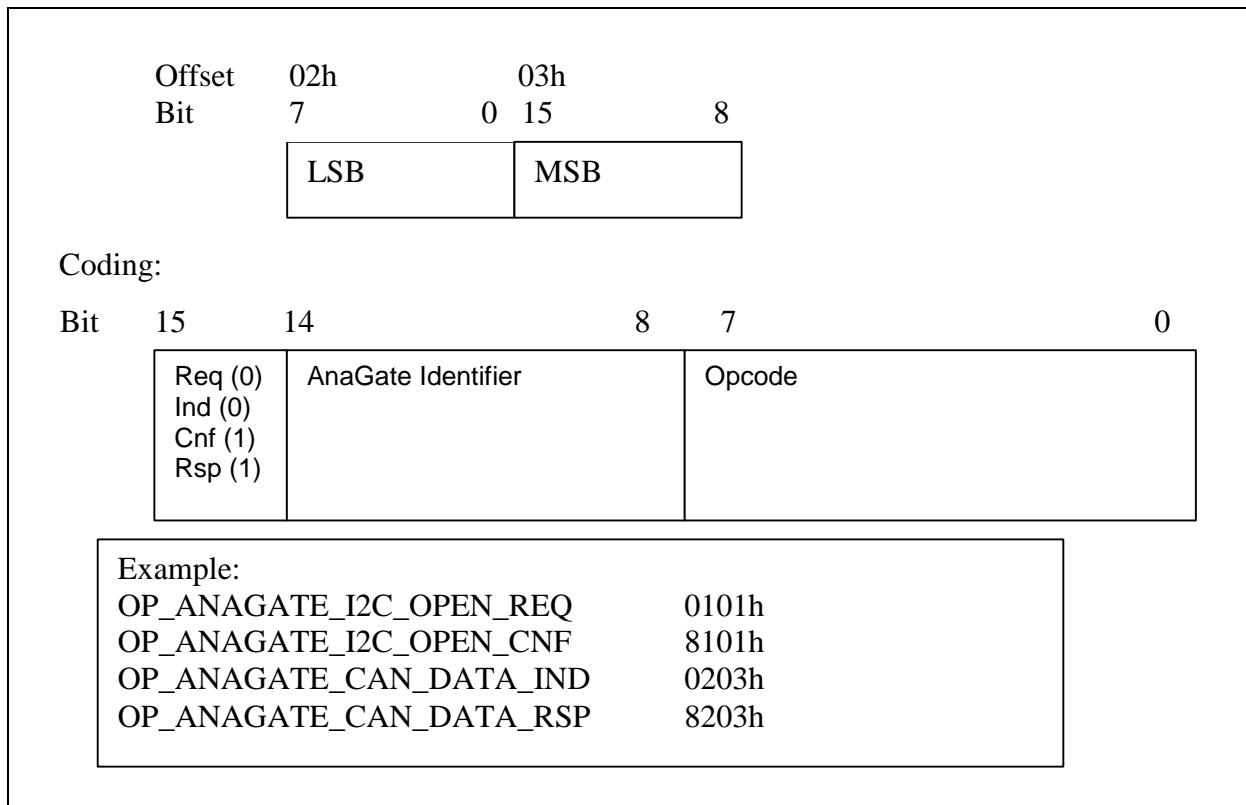 Offset 02h 03h
Bit 7 0 15 8
LSB MSB
Coding:
Bit 15 14 8 7 0
Req (0) AnaGate Identifier Opcode
Ind (0)
Cnf (1)
Rsp (1)
Example:
OP_ANAGATE_I2C_OPEN_REQ 0101h
OP_ANAGATE_I2C_OPEN_CNF 8101h
OP_ANAGATE_CAN_DATA_IND 0203h
OP_ANAGATE_CAN_DATA_RSP 8203h